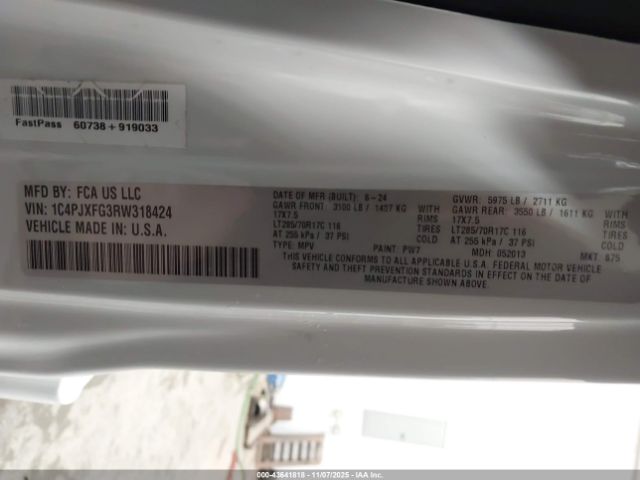 FastPass 60738+919033
MFD BY: FCA US LLC
VIN: 1C4PJXFG3RW318424
VEHICLE MADE IN U.S.A.
DATE OF MFR (BUILT): 6-24 GVWR: 5975 LB / 2711 KG
GAWR FRONT: 3100 LB / 1407 KG WITH GAWR REAR: 3550 LB / 1611 KG WITH
17X7.5 RIMS 17X7.5 RIMS
LT285/70R17C 116 TIRES LT285/70R17C 116 TIRES
AT 255 kPa / 37 PSI COLD AT 255 kPa / 37 PSI COLD
TYPE: MPV PAINT: PW7 MDH: 052013 MKT: 675
THIS VEHICLE CONFORMS TO ALL APPLICABLE U.S.A. FEDERAL MOTOR VEHICLE
SAFETY AND THEFT PREVENTION STANDARDS IN EFFECT ON THE DATE OF
MANUFACTURE SHOWN ABOVE.
000-43641818 - 11/07/2025 - IAA Inc.